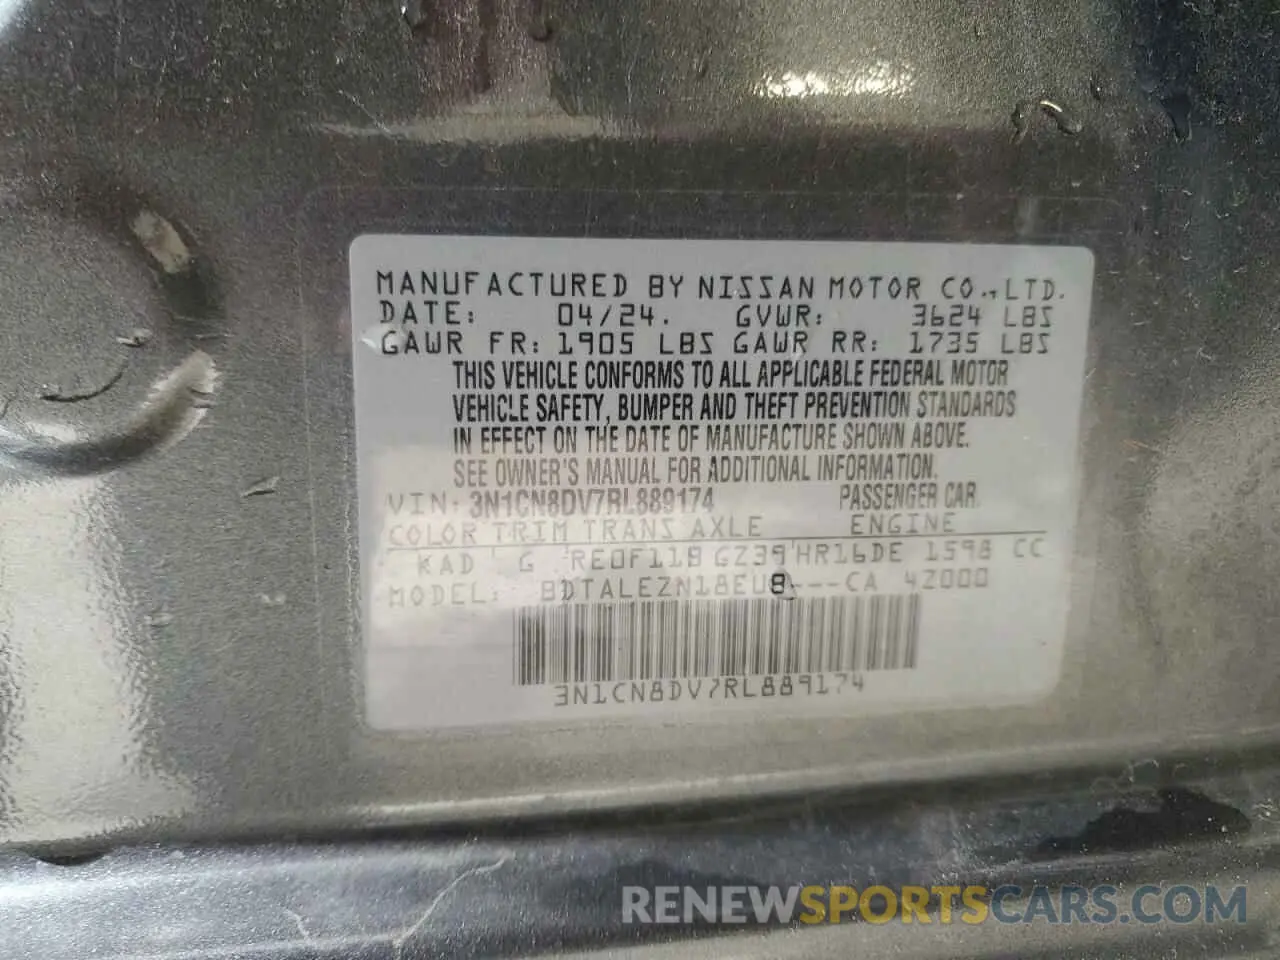 MANUFACTURED BY NISSAN MOTOR CO., LTD.
DATE: 04/24. GVWR: 3624 LBS
GAWR FR: 1905 LBS GAWR RR: 1735 LBS
THIS VEHICLE CONFORMS TO ALL APPLICABLE FEDERAL MOTOR
VEHICLE SAFETY, BUMPER AND THEFT PREVENTION STANDARDS
IN EFFECT ON THE DATE OF MANUFACTURE SHOWN ABOVE.
SEE OWNER'S MANUAL FOR ADDITIONAL INFORMATION.
VIN: 3N1CN8DV7RL889174 PASSENGER CAR
COLOR TRIM TRANS AXLE ENGINE
KAD G RE0F11B GZ39 HR16DE 1598 CC
MODEL: BDTALEZN18EU8----CA 42000
3N1CN8DV7RL889174
RENEWSPORTSCARS.COM